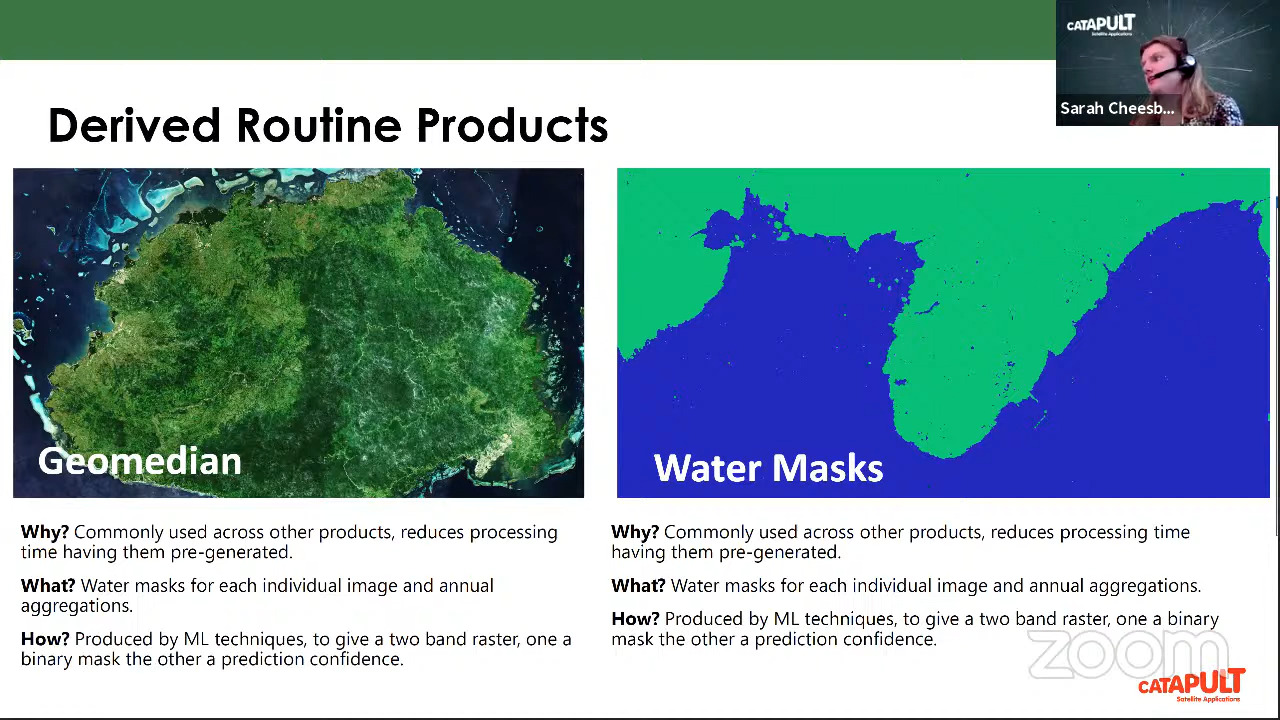 CATAPULT
Satellite Applications
Sarah Cheesb...
Derived Routine Products
Geomedian
Water Masks
Why? Commonly used across other products, reduces processing
time having them pre-generated.
What? Water masks for each individual image and annual
aggregations.
How? Produced by ML techniques, to give a two band raster, one a
binary mask the other a prediction confidence.
Why? Commonly used across other products, reduces processing time
having them pre-generated.
What? Water masks for each individual image and annual aggregations.
How? Produced by ML techniques, to give a two band raster, one a binary
mask the other a prediction confidence.
zoom
CATAPULT
Satellite Applications